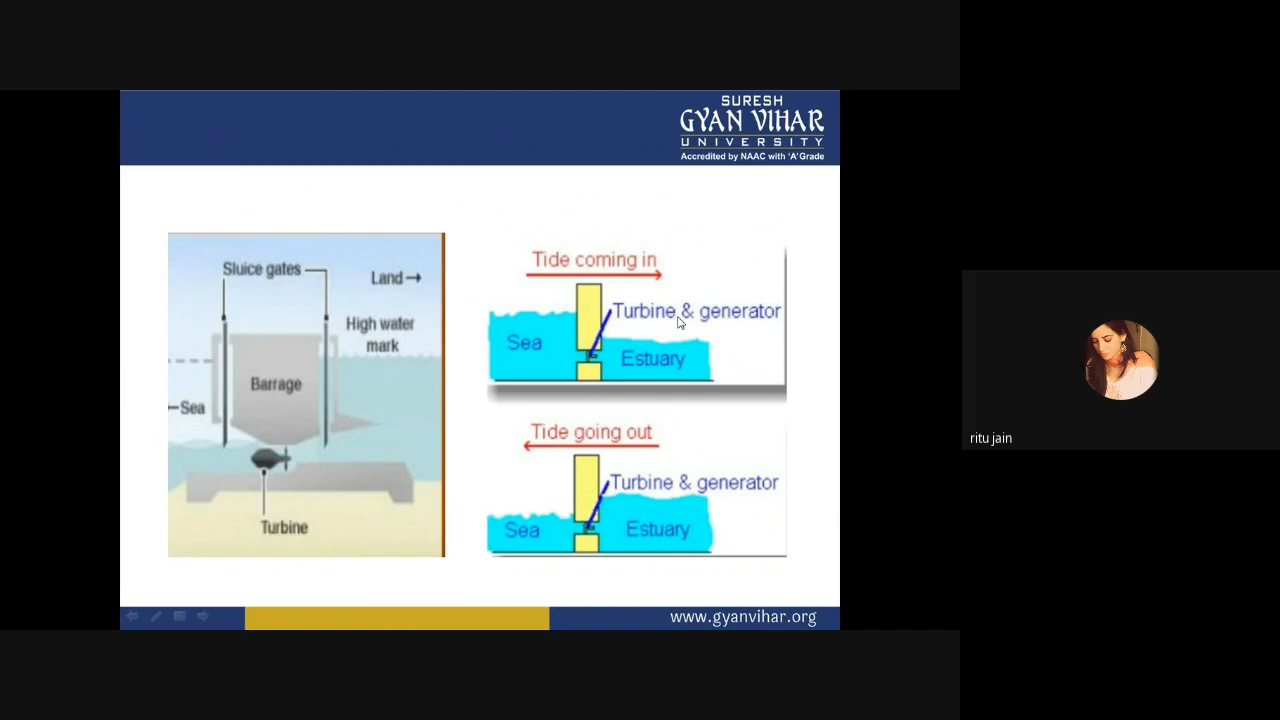 SURESH
GYAN VIHAR
UNIVERSITY
Accredited by NAAC with 'A' Grade
Sluice gates
Land
High water
mark
Barrage
Sea
Turbine
Tide coming in
Turbine & generator
Sea
Estuary
Tide going out
Turbine & generator
Sea
Estuary
www.gyanvihar.org
ritu jain